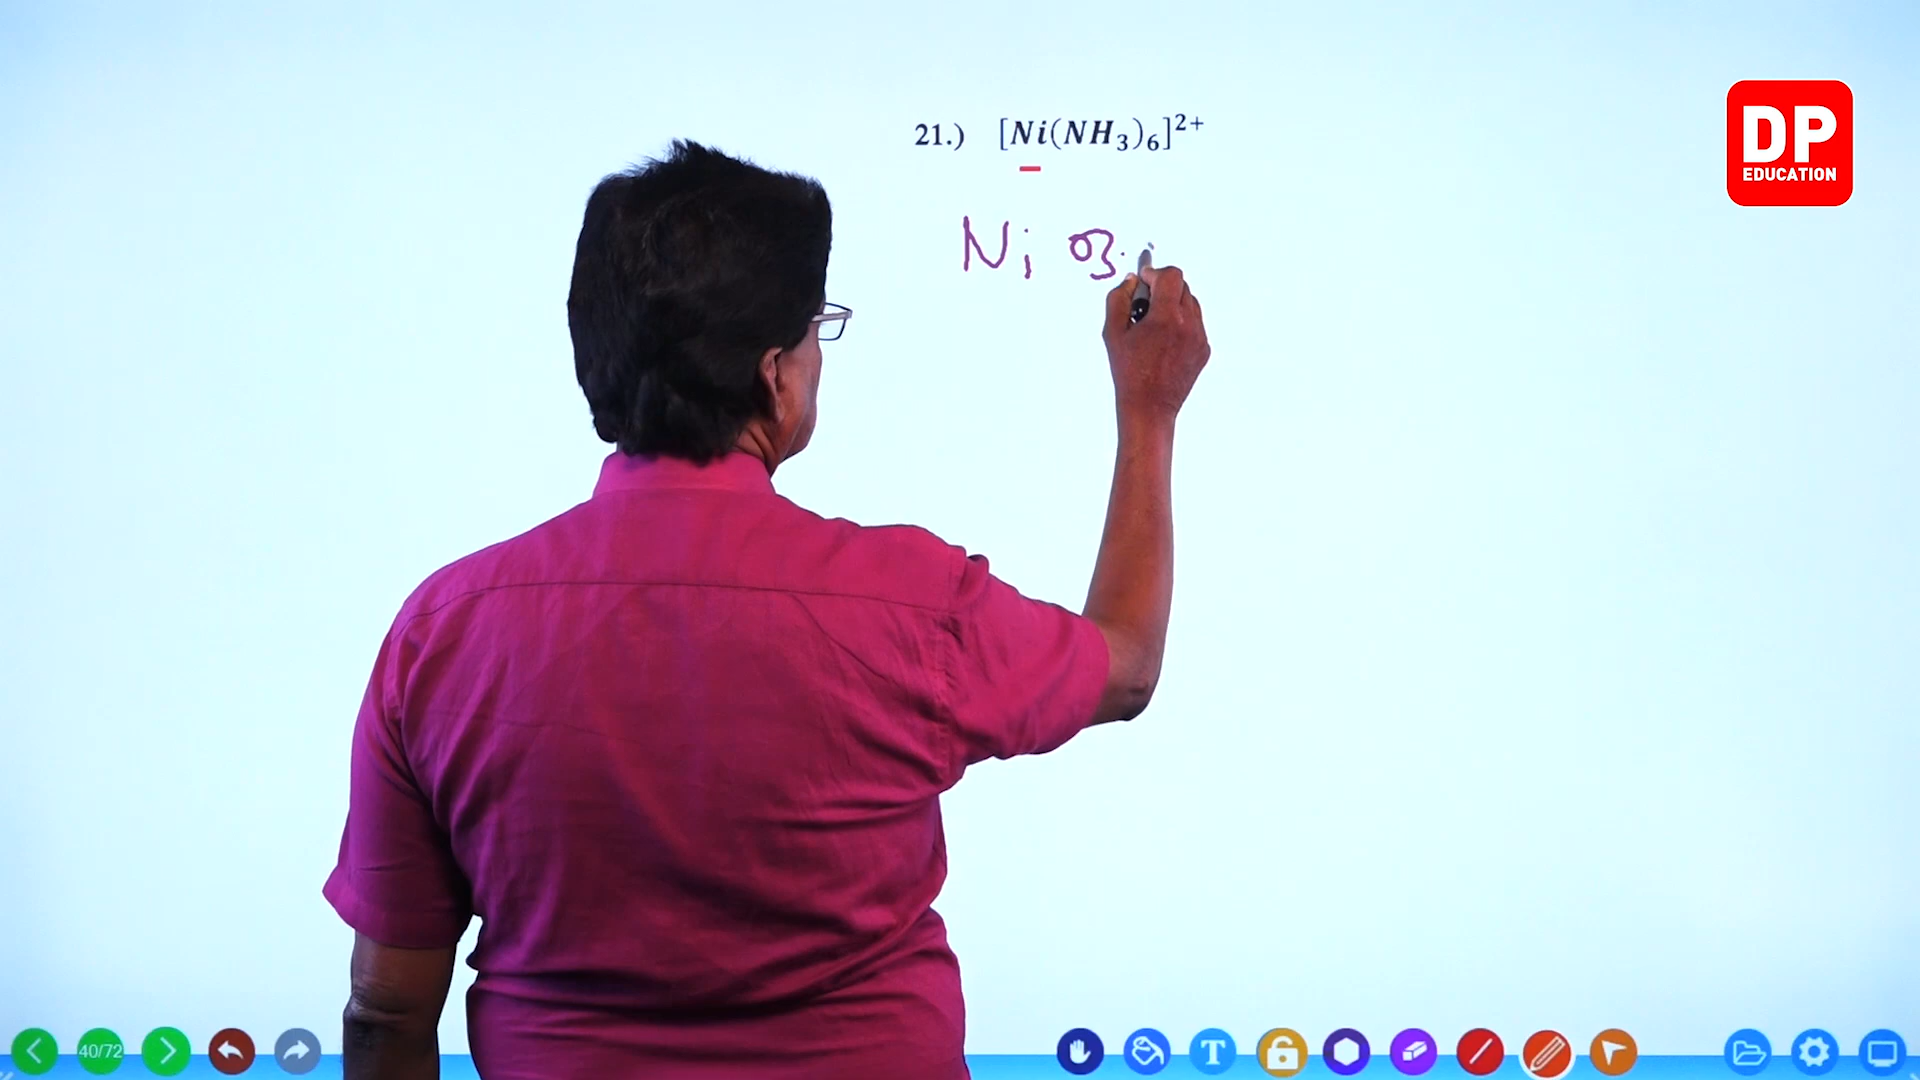 21.) [Ni(NH₃)₆]²⁺
DP
EDUCATION
Ni
40/72
T